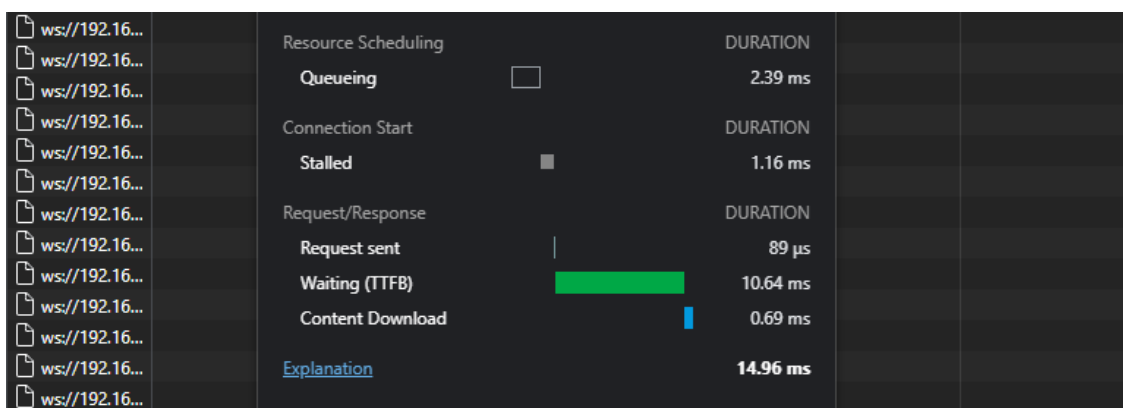 ws://192.16...
ws://192.16...
ws://192.16...
ws://192.16...
ws://192.16...
ws://192.16...
ws://192.16...
ws://192.16...
ws://192.16...
ws://192.16...
ws://192.16...
ws://192.16...
ws://192.16...
Resource Scheduling DURATION
Queueing 2.39 ms
Connection Start DURATION
Stalled 1.16 ms
Request/Response DURATION
Request sent 89 μs
Waiting (TTFB) 10.64 ms
Content Download 0.69 ms
Explanation 14.96 ms